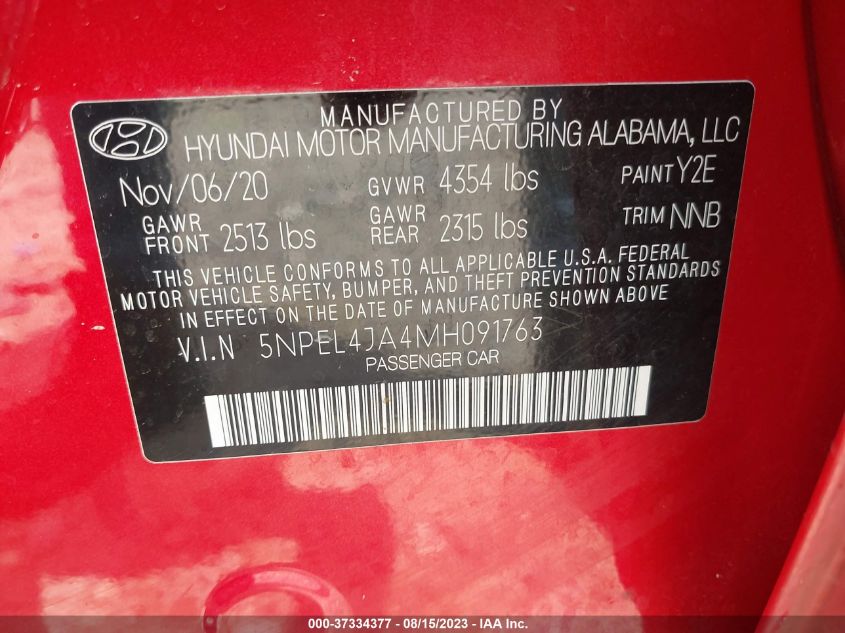 MANUFACTURED BY
HYUNDAI MOTOR MANUFACTURING ALABAMA, LLC
Nov/06/20 GVWR 4354 lbs PAINT Y2E
GAWR FRONT 2513 lbs GAWR REAR 2315 lbs TRIM NNB
THIS VEHICLE CONFORMS TO ALL APPLICABLE U.S.A. FEDERAL
MOTOR VEHICLE SAFETY, BUMPER, AND THEFT PREVENTION STANDARDS
IN EFFECT ON THE DATE OF MANUFACTURE SHOWN ABOVE
V.I.N 5NPEL4JA4MH091763
PASSENGER CAR
000-37334377 - 08/15/2023 - IAA Inc.